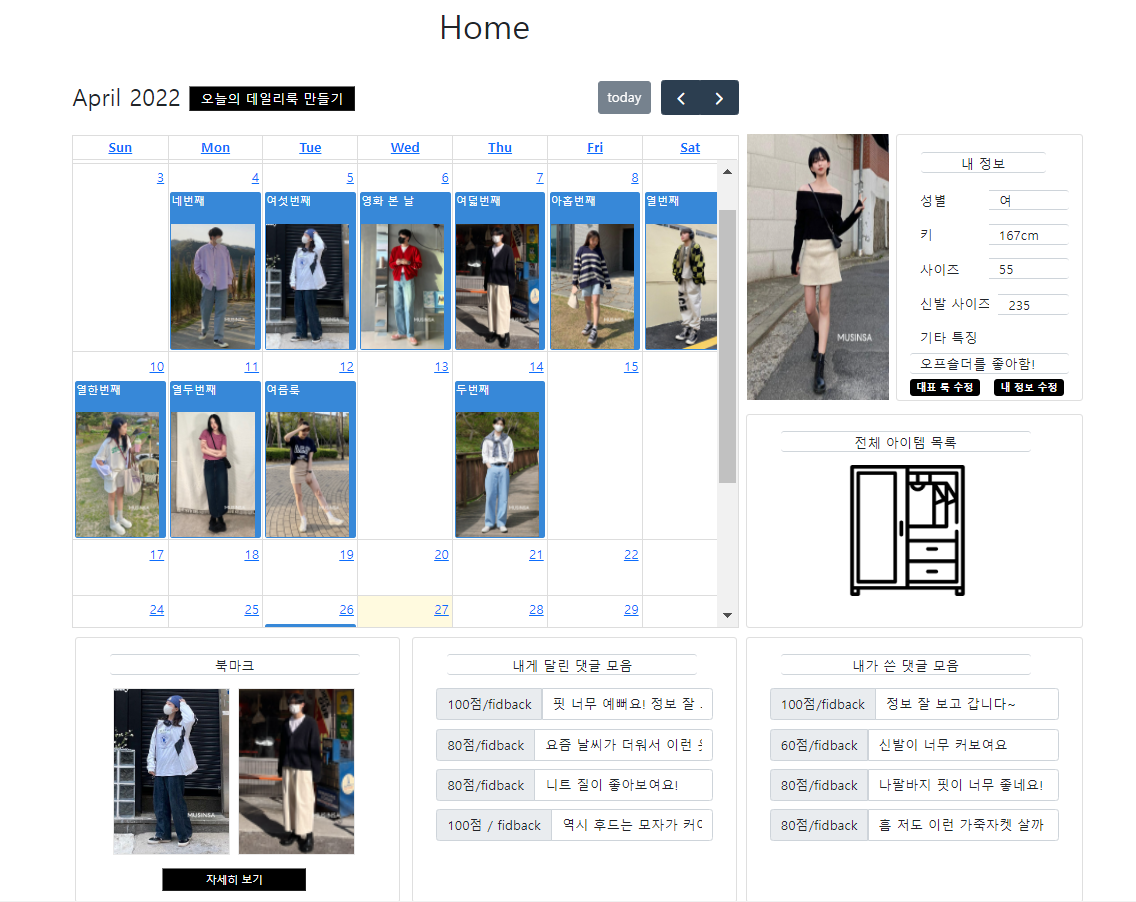 Home
April 2022 오늘의 데일리룩 만들기 today
Sun Mon Tue Wed Thu Fri Sat
3 4 5 6 7 8
네번째 여섯번째 영화 본 날 여덟번째 아홉번째 열번째
MUSINSA MUSINSA MUSINSA MUSINSA MUSINSA
10 11 12 13 14 15
열한번째 열두번째 여름룩 두번째
MUSINSA MUSINSA MUSINSA MUSINSA
17 18 19 20 21 22
24 25 26 27 28 29
MUSINSA
내 정보
성별 여
키 167cm
사이즈 55
신발 사이즈 235
기타 특징
오프숄더를 좋아함!
대표 룩 수정 내 정보 수정
전체 아이템 목록
북마크
MUSINSA MUSINSA
자세히 보기
내게 달린 댓글 모음
100점/fidback 핏 너무 예뻐요! 정보 잘
80점/fidback 요즘 날씨가 더워서 이런
80점/fidback 니트 질이 좋아보여요!
100점 / fidback 역시 후드는 모자가
내가 쓴 댓글 모음
100점/fidback 정보 잘 보고 갑니다~
60점/fidback 신발이 너무 커보여요
80점/fidback 나팔바지 핏이 너무 좋네요!
80점/fidback 흠 저도 이런 가죽자켓 살까